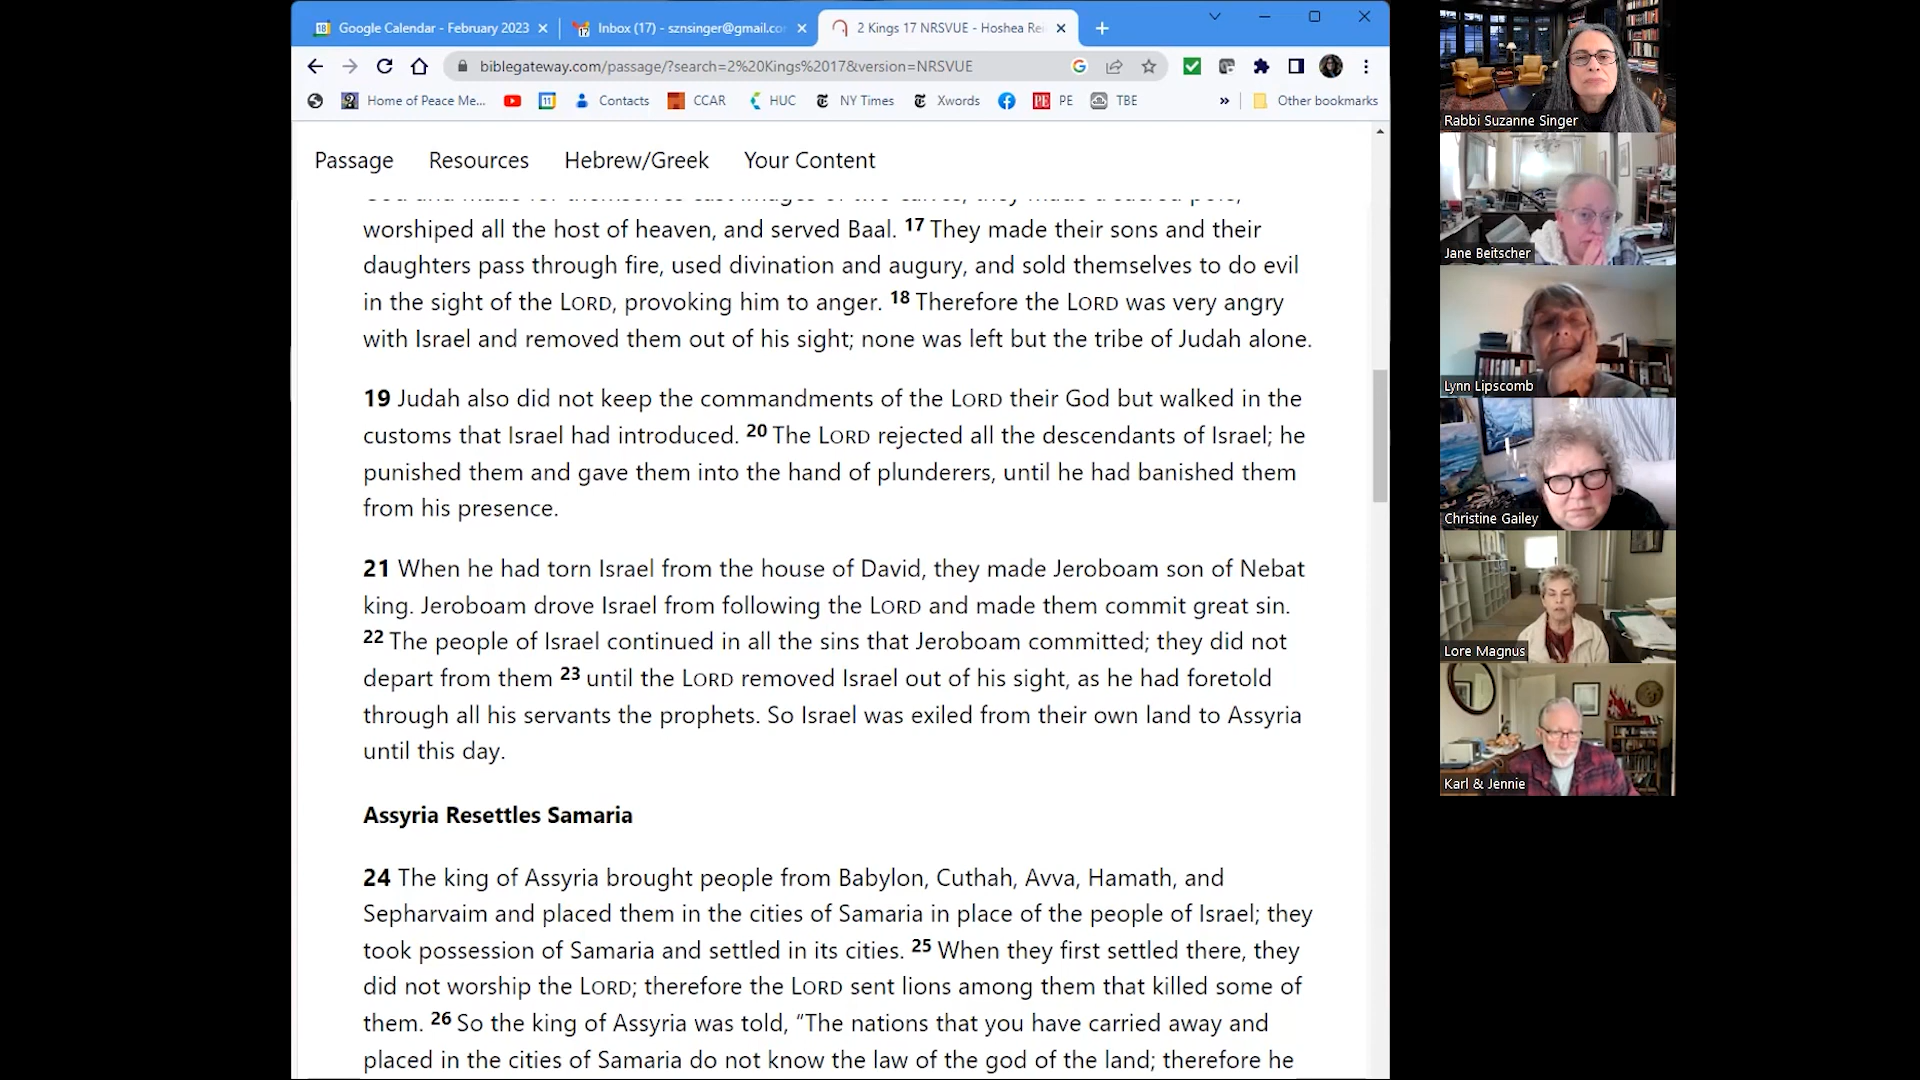 Google Calendar - February 2023
Inbox (17) - sznsinger@gmail.co
2 Kings 17 NRSVUE - Hoshea Rei
biblegateway.com/passage/?search=2%20Kings%2017&version=NRSVUE
Home of Peace Me...
Contacts
CCAR
HUC
NY Times
Xwords
PE
TBE
Other bookmarks
Passage Resources Hebrew/Greek Your Content
God and made for themselves cast images of two calves; they made a sacred pole,
worshiped all the host of heaven, and served Baal. 17 They made their sons and their
daughters pass through fire, used divination and augury, and sold themselves to do evil
in the sight of the LORD, provoking him to anger. 18 Therefore the LORD was very angry
with Israel and removed them out of his sight; none was left but the tribe of Judah alone.
19 Judah also did not keep the commandments of the LORD their God but walked in the
customs that Israel had introduced. 20 The LORD rejected all the descendants of Israel; he
punished them and gave them into the hand of plunderers, until he had banished them
from his presence.
21 When he had torn Israel from the house of David, they made Jeroboam son of Nebat
king. Jeroboam drove Israel from following the LORD and made them commit great sin.
22 The people of Israel continued in all the sins that Jeroboam committed; they did not
depart from them 23 until the LORD removed Israel out of his sight, as he had foretold
through all his servants the prophets. So Israel was exiled from their own land to Assyria
until this day.
Assyria Resettles Samaria
24 The king of Assyria brought people from Babylon, Cuthah, Avva, Hamath, and
Sepharvaim and placed them in the cities of Samaria in place of the people of Israel; they
took possession of Samaria and settled in its cities. 25 When they first settled there, they
did not worship the LORD; therefore the LORD sent lions among them that killed some of
them. 26 So the king of Assyria was told, “The nations that you have carried away and
placed in the cities of Samaria do not know the law of the god of the land; therefore he
Rabbi Suzanne Singer
Jane Beitscher
Lynn Lipscomb
Christine Gailey
Lore Magnus
Karl & Jennie